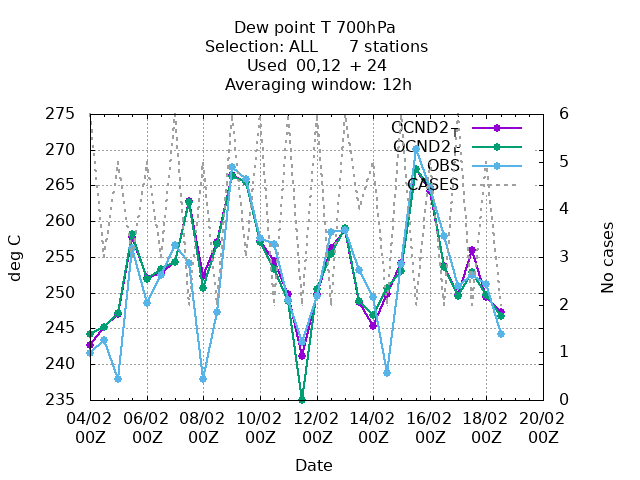 Dew point T 700hPa
Selection: ALL 7 stations
Used 00,12 + 24
Averaging window: 12h
275
270
265
260
255
250
245
240
235
deg C
6
5
4
3
2
1
0
No cases
CCND2_T
CCND2_F
OBS
CASES
04/02 06/02 08/02 10/02 12/02 14/02 16/02 18/02 20/02
00Z 00Z 00Z 00Z 00Z 00Z 00Z 00Z 00Z
Date